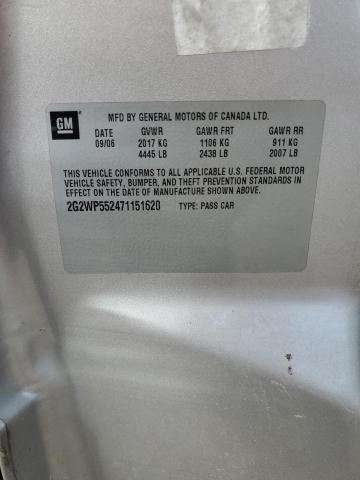 GM
MFD BY GENERAL MOTORS OF CANADA LTD.
DATE GVWR GAWR FRT GAWR RR
09/06 2017 KG 1106 KG 911 KG
4445 LB 2438 LB 2007 LB
THIS VEHICLE CONFORMS TO ALL APPLICABLE U.S. FEDERAL MOTOR
VEHICLE SAFETY, BUMPER, AND THEFT PREVENTION STANDARDS IN
EFFECT ON THE DATE OF MANUFACTURE SHOWN ABOVE.
2G2WP552471151620 TYPE: PASS CAR